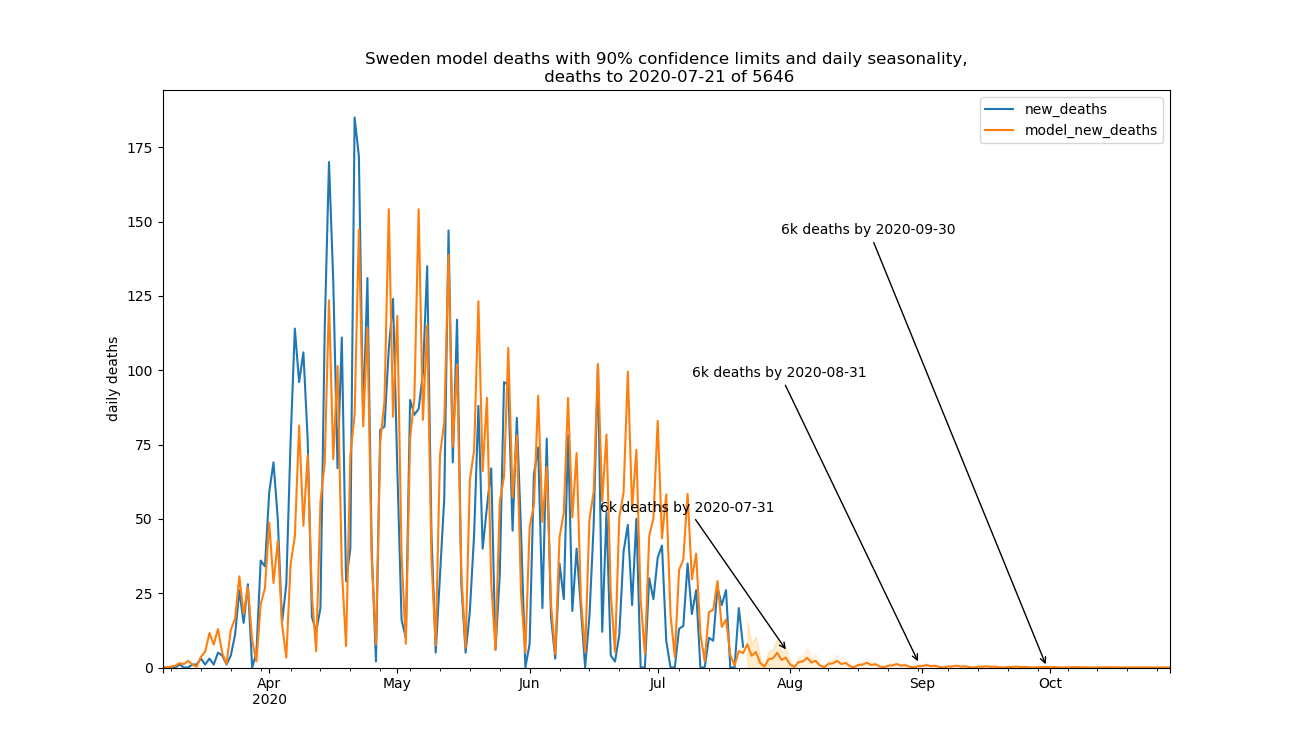 Sweden model deaths with 90% confidence limits and daily seasonality,
deaths to 2020-07-21 of 5646
new_deaths
model_new_deaths
daily deaths
175
150
125
100
75
50
25
0
6k deaths by 2020-09-30
6k deaths by 2020-08-31
6k deaths by 2020-07-31
Apr May Jun Jul Aug Sep Oct
2020